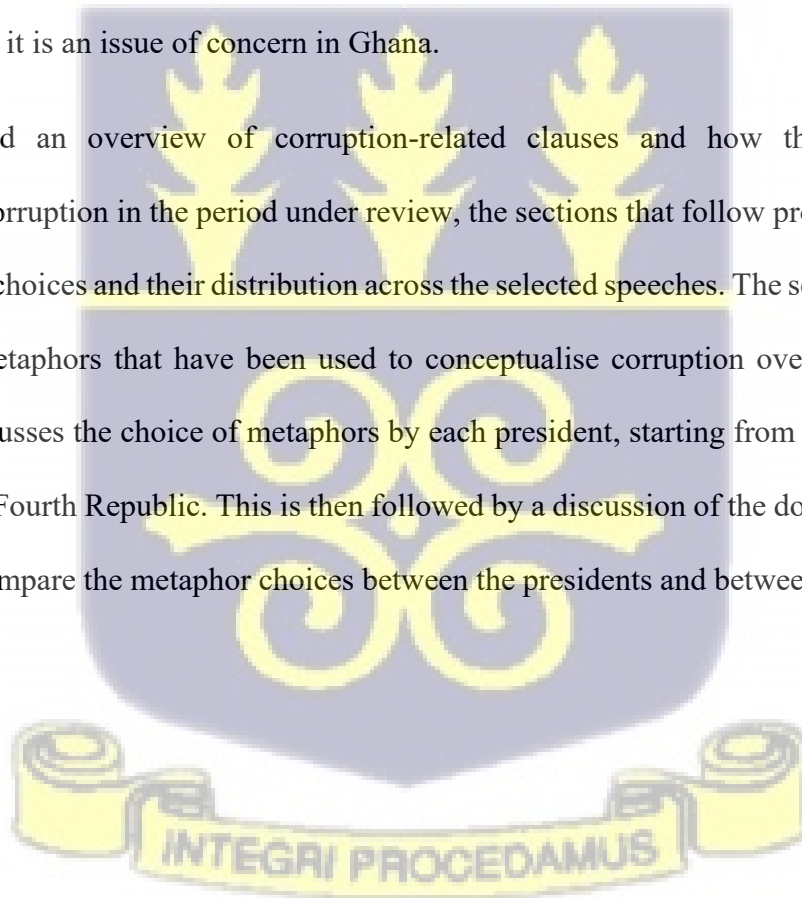 it is an issue of concern in Ghana.
d an overview of corruption-related clauses and how th
orruption in the period under review, the sections that follow pr
choices and their distribution across the selected speeches. The s
etaphors that have been used to conceptualise corruption ove
usses the choice of metaphors by each president, starting from
Fourth Republic. This is then followed by a discussion of the do
mpare the metaphor choices between the presidents and betwee
INTEGRI PROCEDAMUS